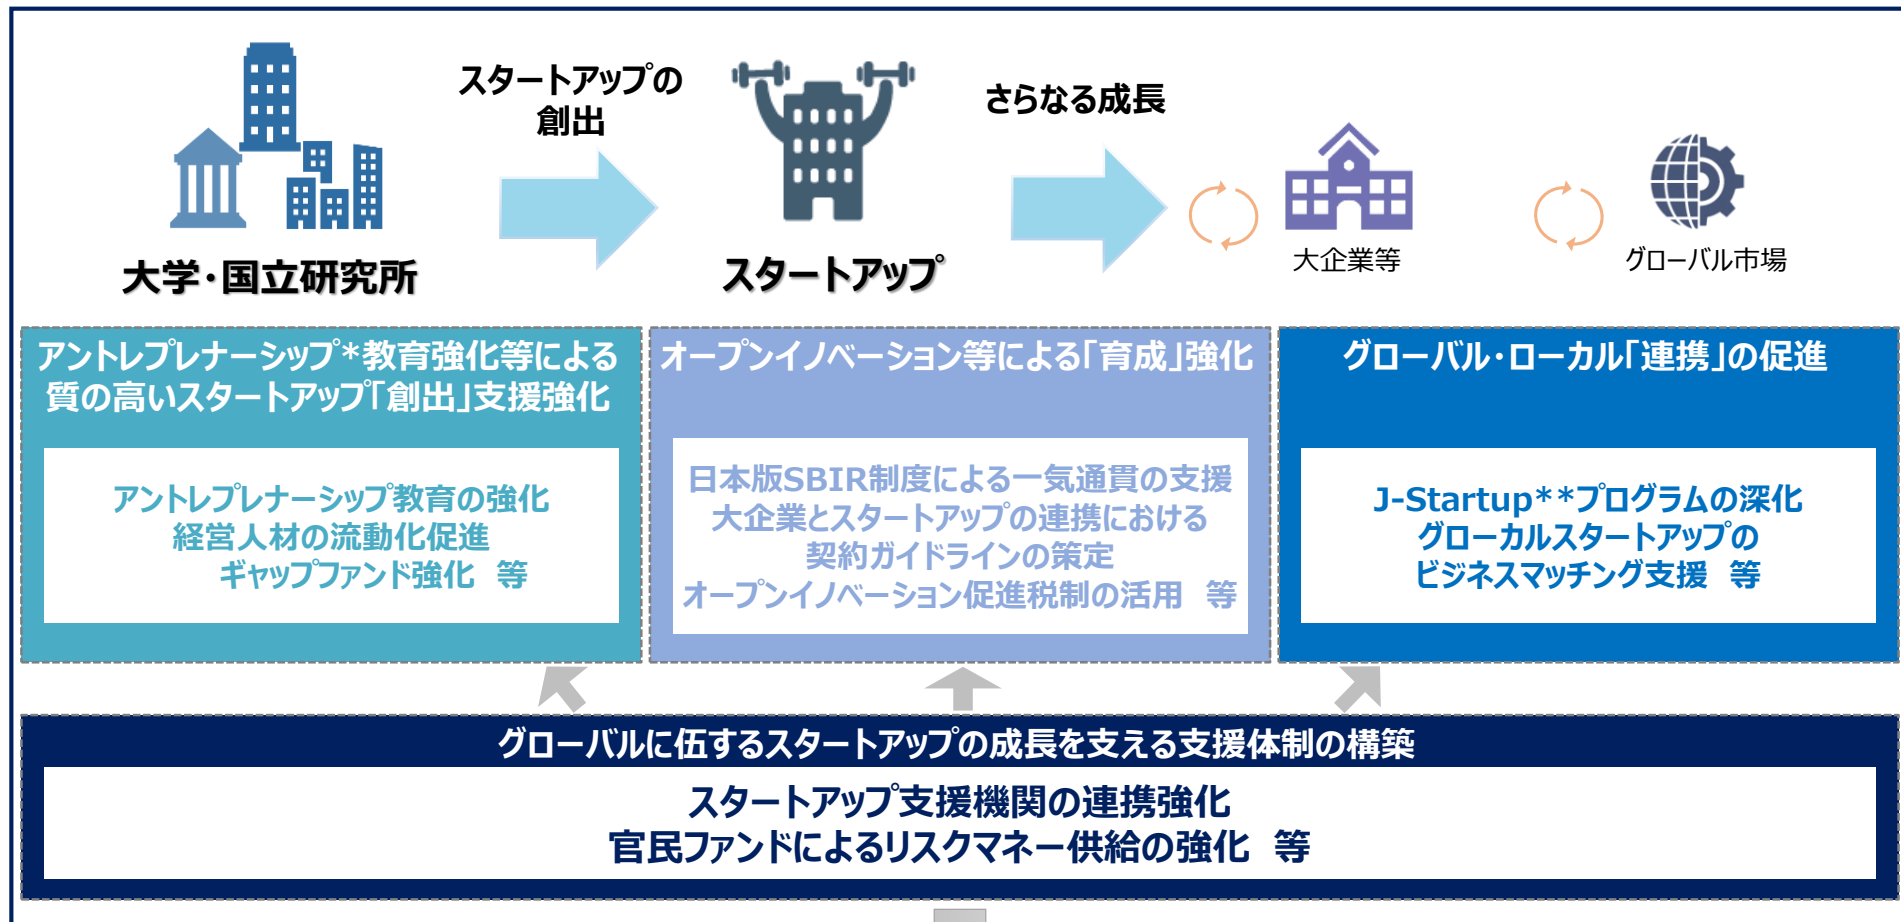 スタートアップの
創出
さらなる成長
大学・国立研究所
スタートアップ
大企業等
グローバル市場
アントレプレナーシップ*教育強化等による
質の高いスタートアップ「創出」支援強化
アントレプレナーシップ教育の強化
経営人材の流動化促進
ギャップファンド強化　等
オープンイノベーション等による「育成」強化
日本版SBIR制度による一気通貫の支援
大企業とスタートアップの連携における
契約ガイドラインの策定
オープンイノベーション促進税制の活用　等
グローバル・ローカル「連携」の促進
J-Startup**プログラムの深化
グローカルスタートアップの
ビジネスマッチング支援　等
グローバルに伍するスタートアップの成長を支える支援体制の構築
スタートアップ支援機関の連携強化
官民ファンドによるリスクマネー供給の強化　等